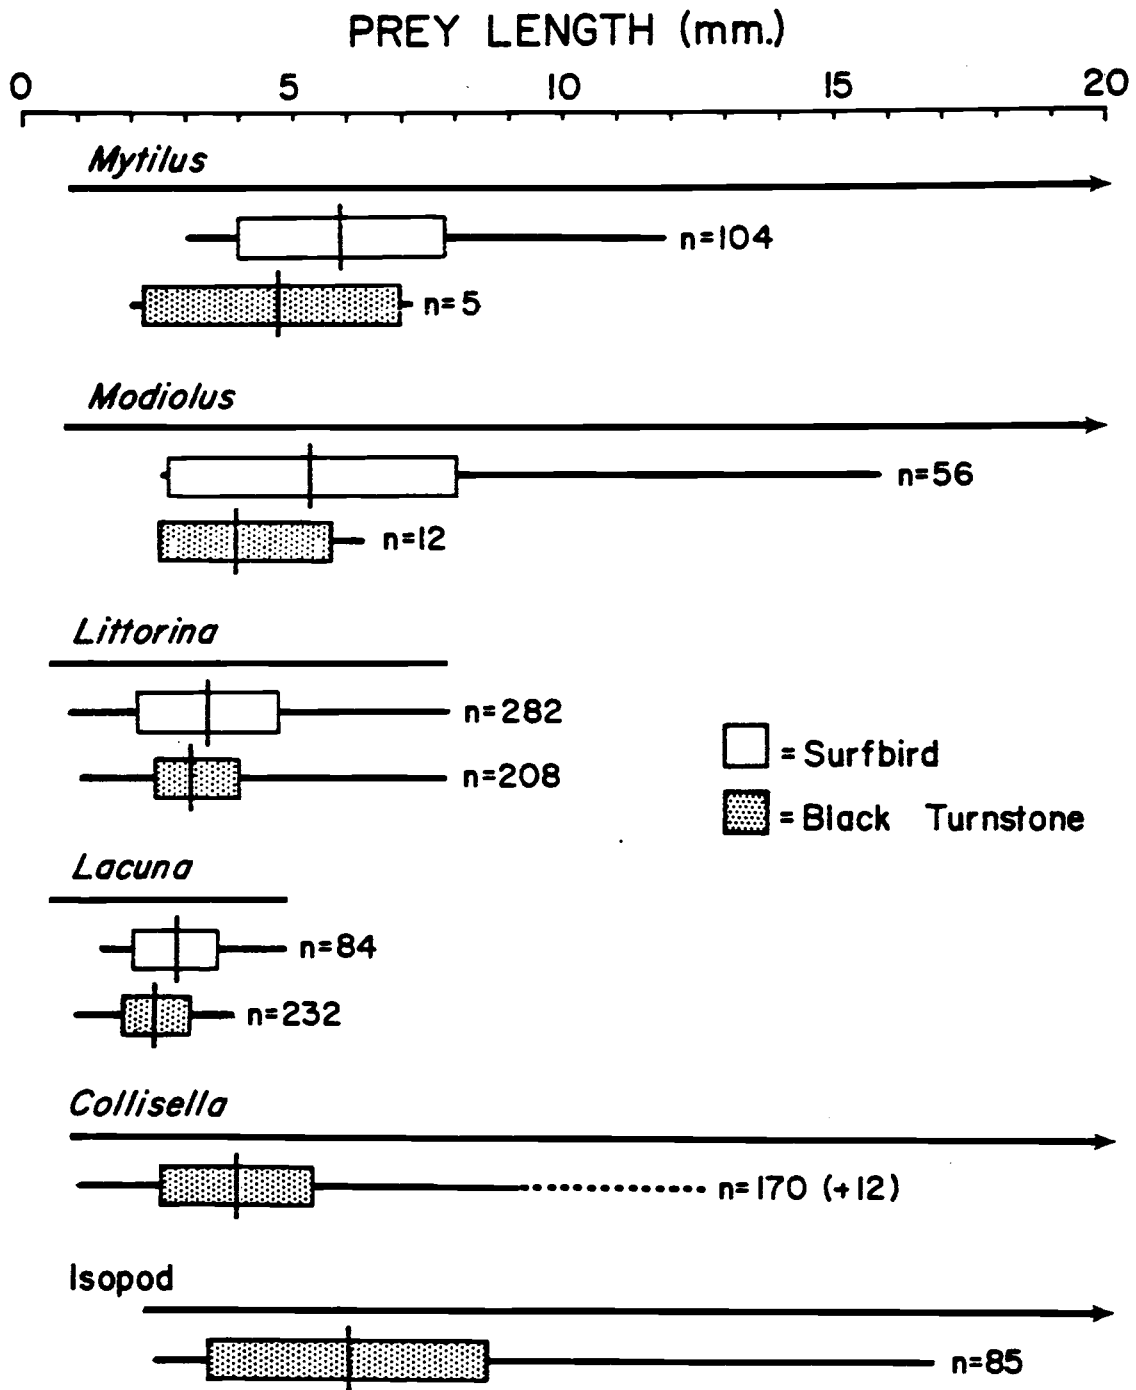 PREY LENGTH (mm.)
0 5 10 15 20
Mytilus
n=104
n=5
Modiolus
n=56
n=12
Littorina
n=282
n=208
= Surfbird
= Black Turnstone
Lacuna
n=84
n=232
Collisella
n=170 (+12)
Isopod
n=85